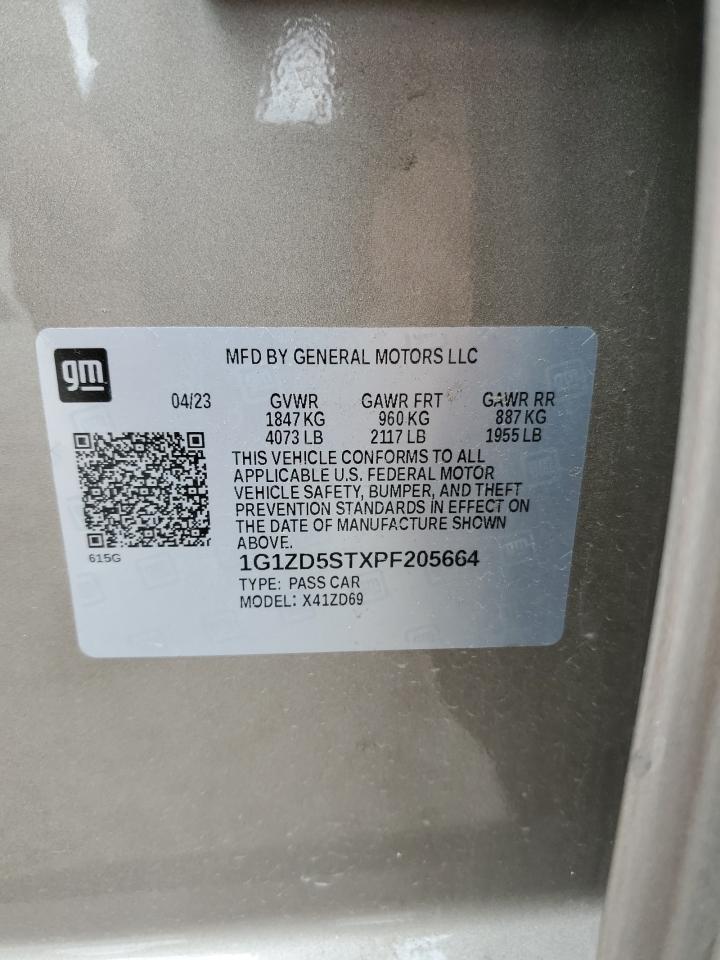 gm
MFD BY GENERAL MOTORS LLC
04/23 GVWR GAWR FRT GAWR RR
1847 KG 960 KG 887 KG
4073 LB 2117 LB 1955 LB
THIS VEHICLE CONFORMS TO ALL
APPLICABLE U.S. FEDERAL MOTOR
VEHICLE SAFETY, BUMPER, AND THEFT
PREVENTION STANDARDS IN EFFECT ON
THE DATE OF MANUFACTURE SHOWN
ABOVE.
615G
1G1ZD5STXPF205664
TYPE: PASS CAR
MODEL: X41ZD69